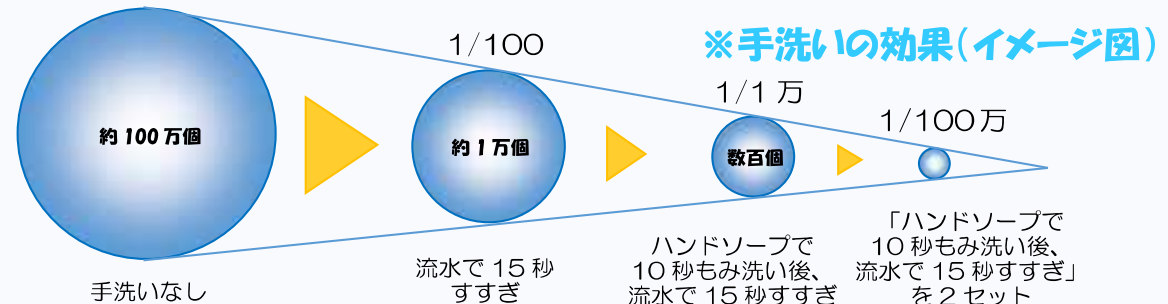 ※手洗いの効果(イメージ図)
1/100
1/1万
1/100万
約100万個
約1万個
数百個
手洗いなし
流水で15秒
すすぎ
ハンドソープで
10秒もみ洗い後、
流水で15秒すすぎ
「ハンドソープで
10秒もみ洗い後、
流水で15秒すすぎ」
を2セット